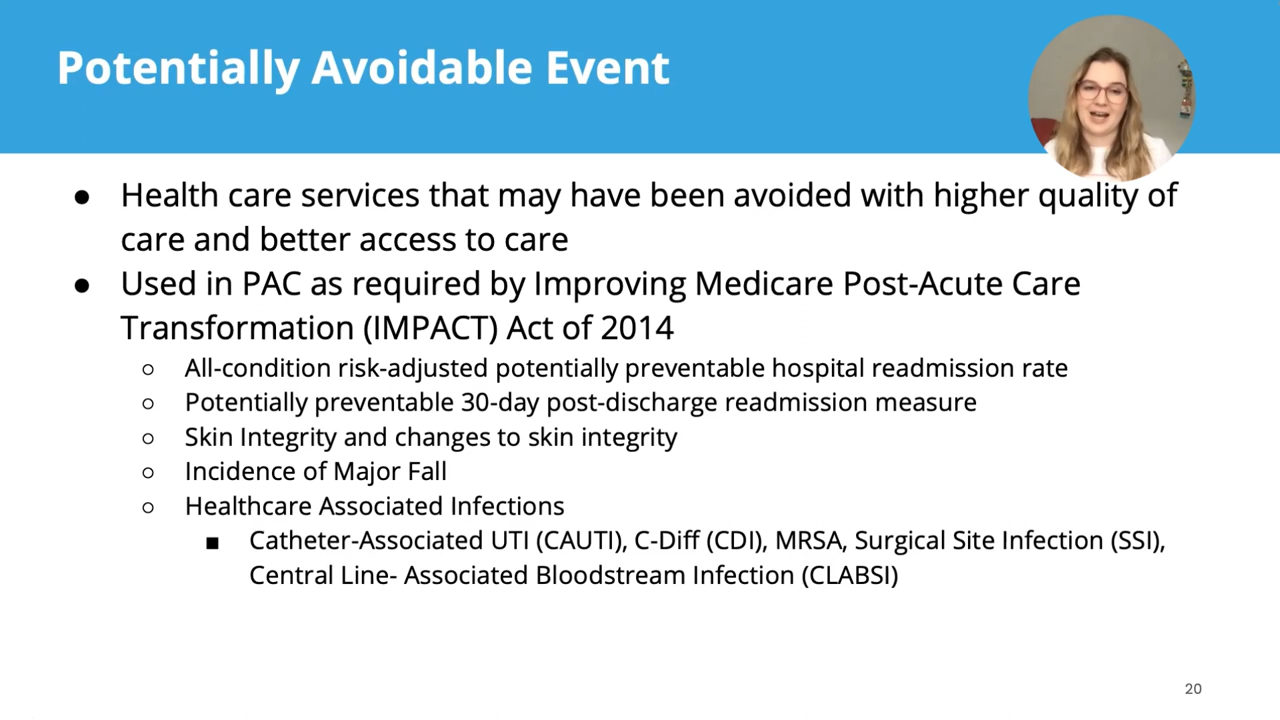 Potentially Avoidable Event
● Health care services that may have been avoided with higher quality of
care and better access to care
● Used in PAC as required by Improving Medicare Post-Acute Care
Transformation (IMPACT) Act of 2014
○ All-condition risk-adjusted potentially preventable hospital readmission rate
○ Potentially preventable 30-day post-discharge readmission measure
○ Skin Integrity and changes to skin integrity
○ Incidence of Major Fall
○ Healthcare Associated Infections
■ Catheter-Associated UTI (CAUTI), C-Diff (CDI), MRSA, Surgical Site Infection (SSI),
Central Line- Associated Bloodstream Infection (CLABSI)
20